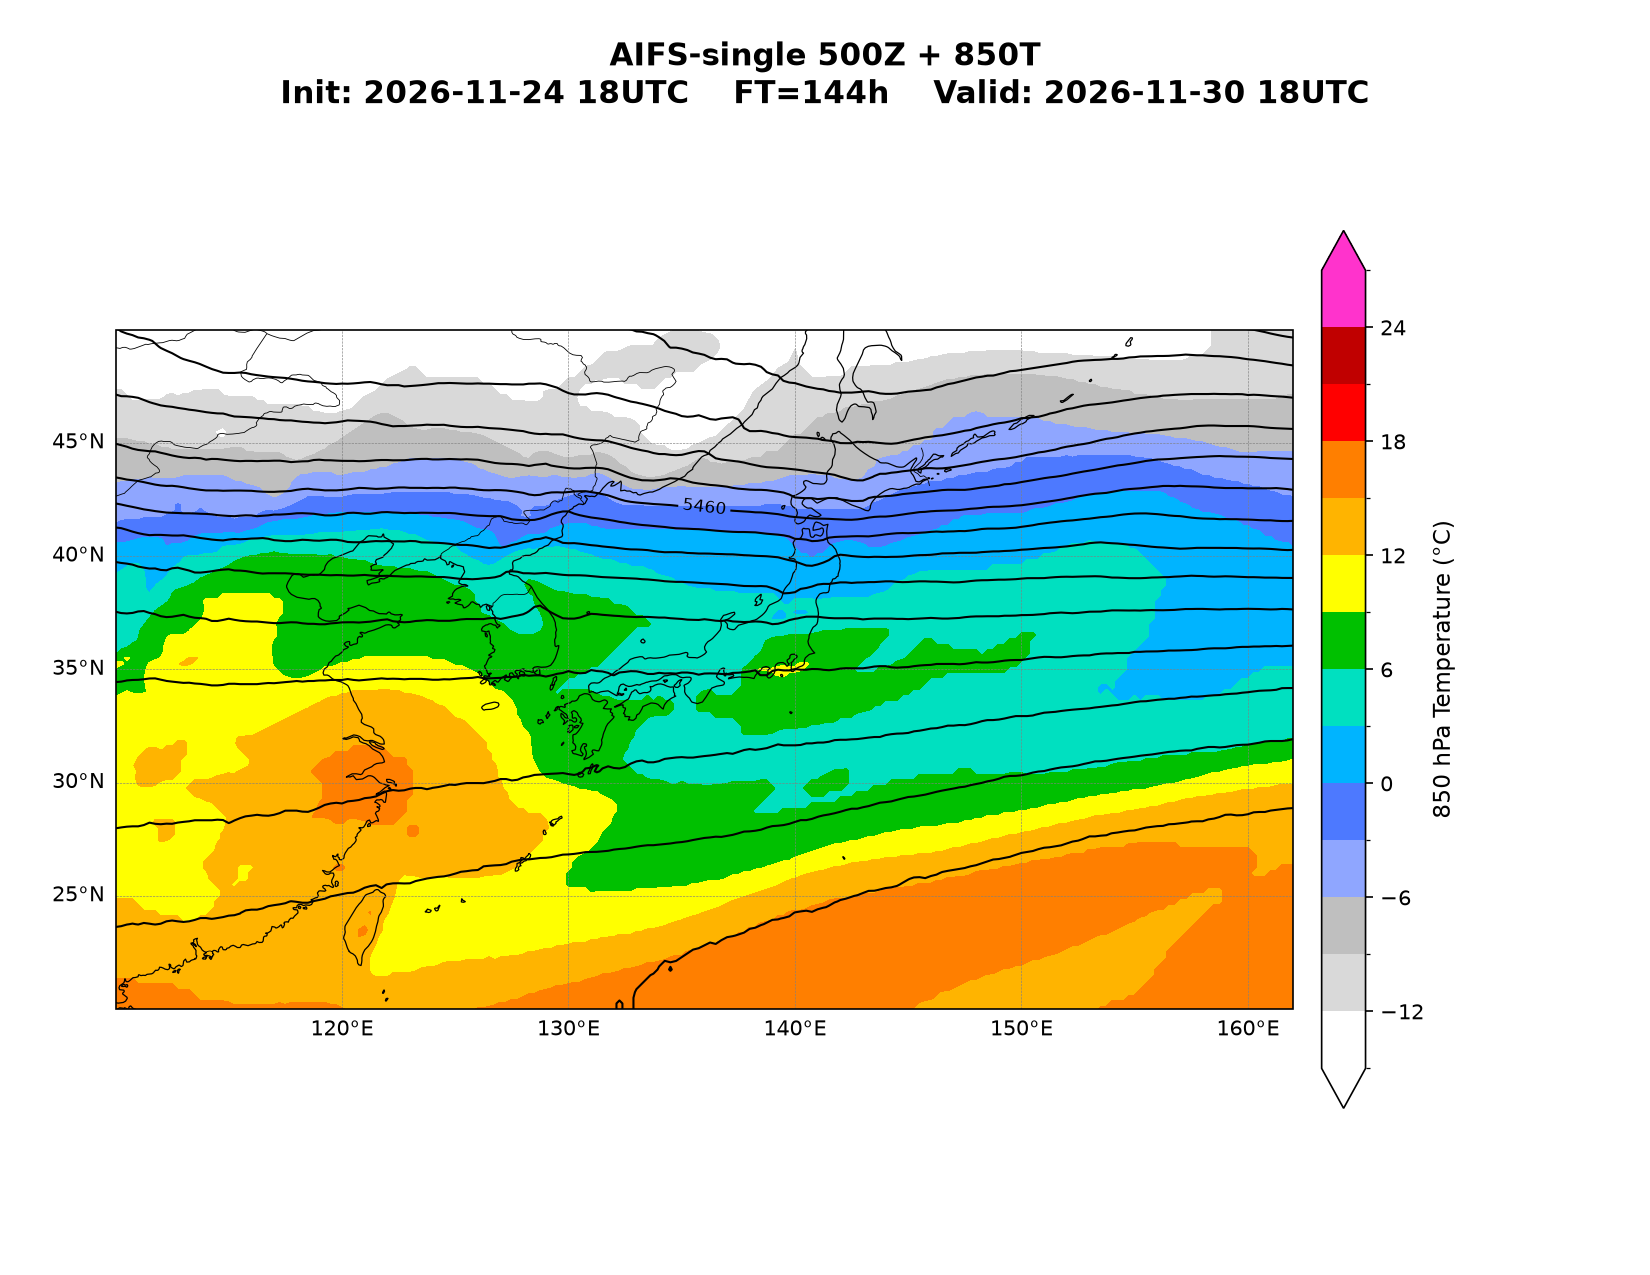 AIFS-single 500Z + 850T
Init: 2026-11-24 18UTC    FT=144h    Valid: 2026-11-30 18UTC
45°N
40°N
35°N
30°N
25°N
120°E
130°E
140°E
150°E
160°E
5460
24
18
12
6
0
−6
−12
850 hPa Temperature (°C)